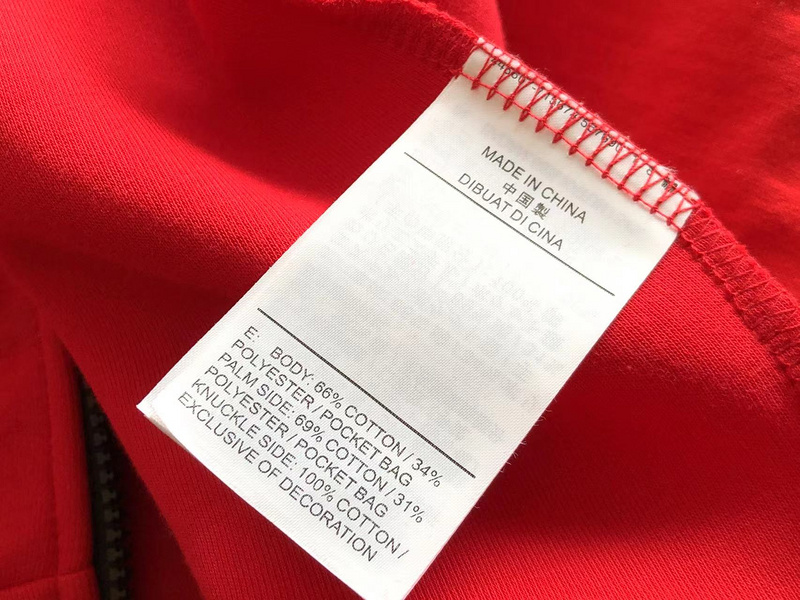 MADE IN CHINA
中国製
DIBUAT DI CINA
E: BODY: 66% COTTON / 34%
POLYESTER / POCKET BAG
PALM SIDE: 69% COTTON / 31%
POLYESTER / POCKET BAG
KNUCKLE SIDE: 100% COTTON /
EXCLUSIVE OF DECORATION